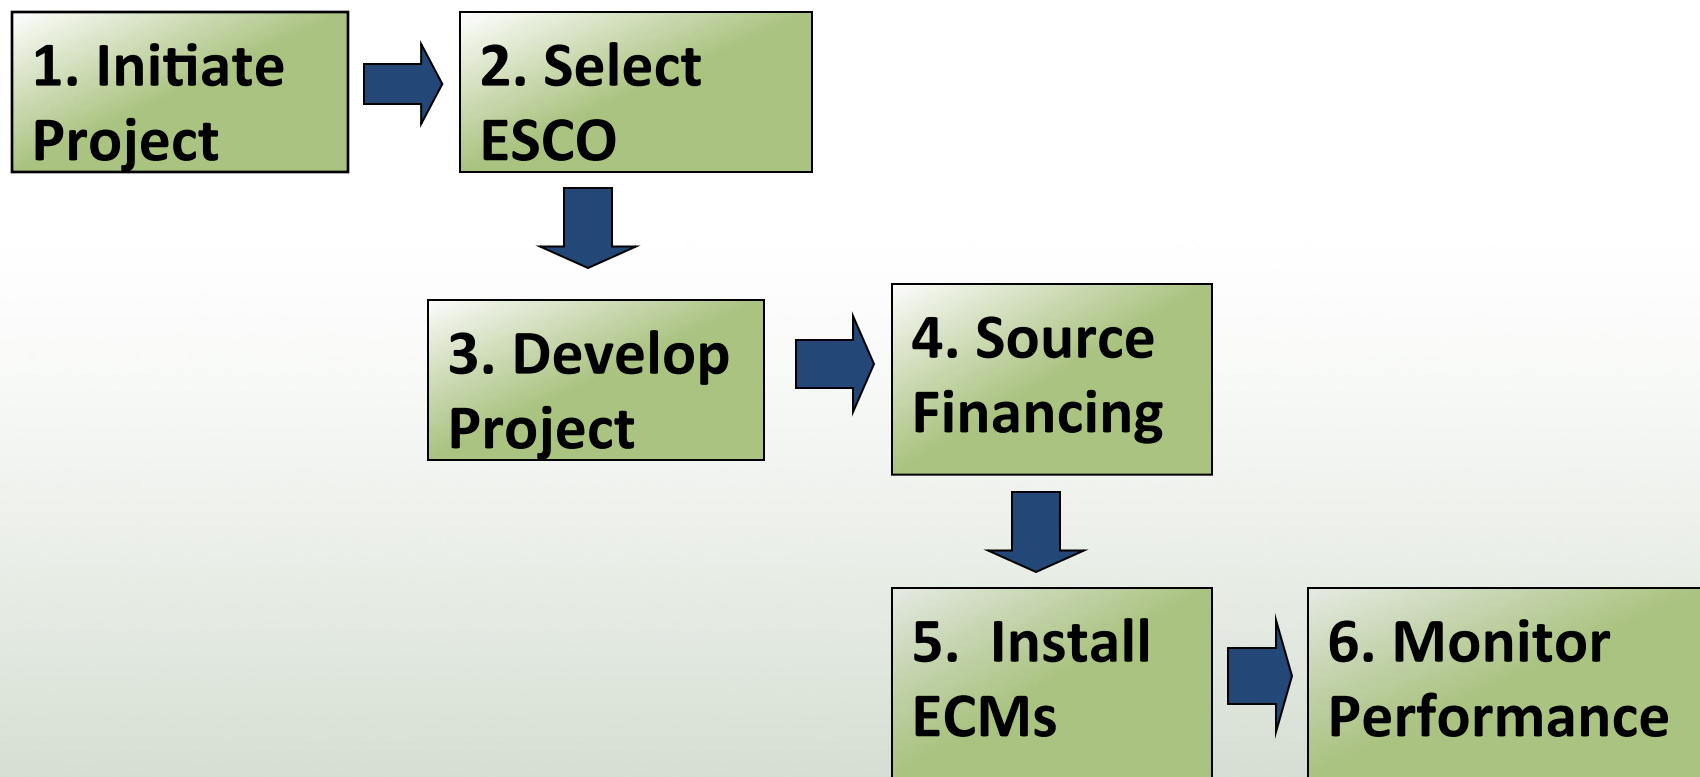 1. Initiate
Project
2. Select
ESCO
3. Develop
Project
4. Source
Financing
5.  Install
ECMs
6. Monitor
Performance